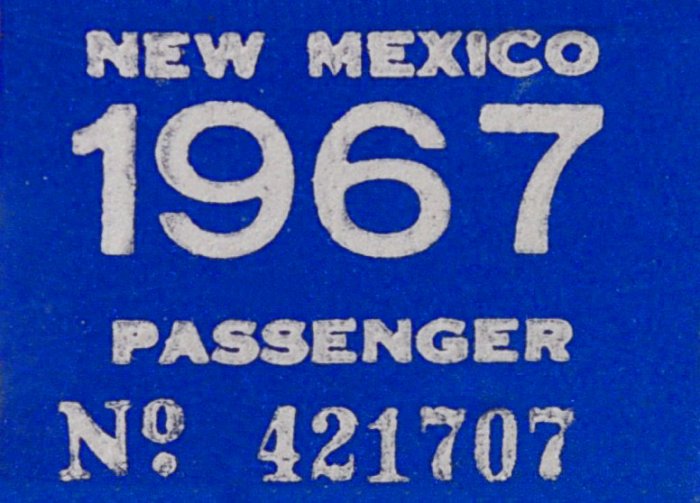 NEW MEXICO
1967
PASSENGER
Nº. 421707